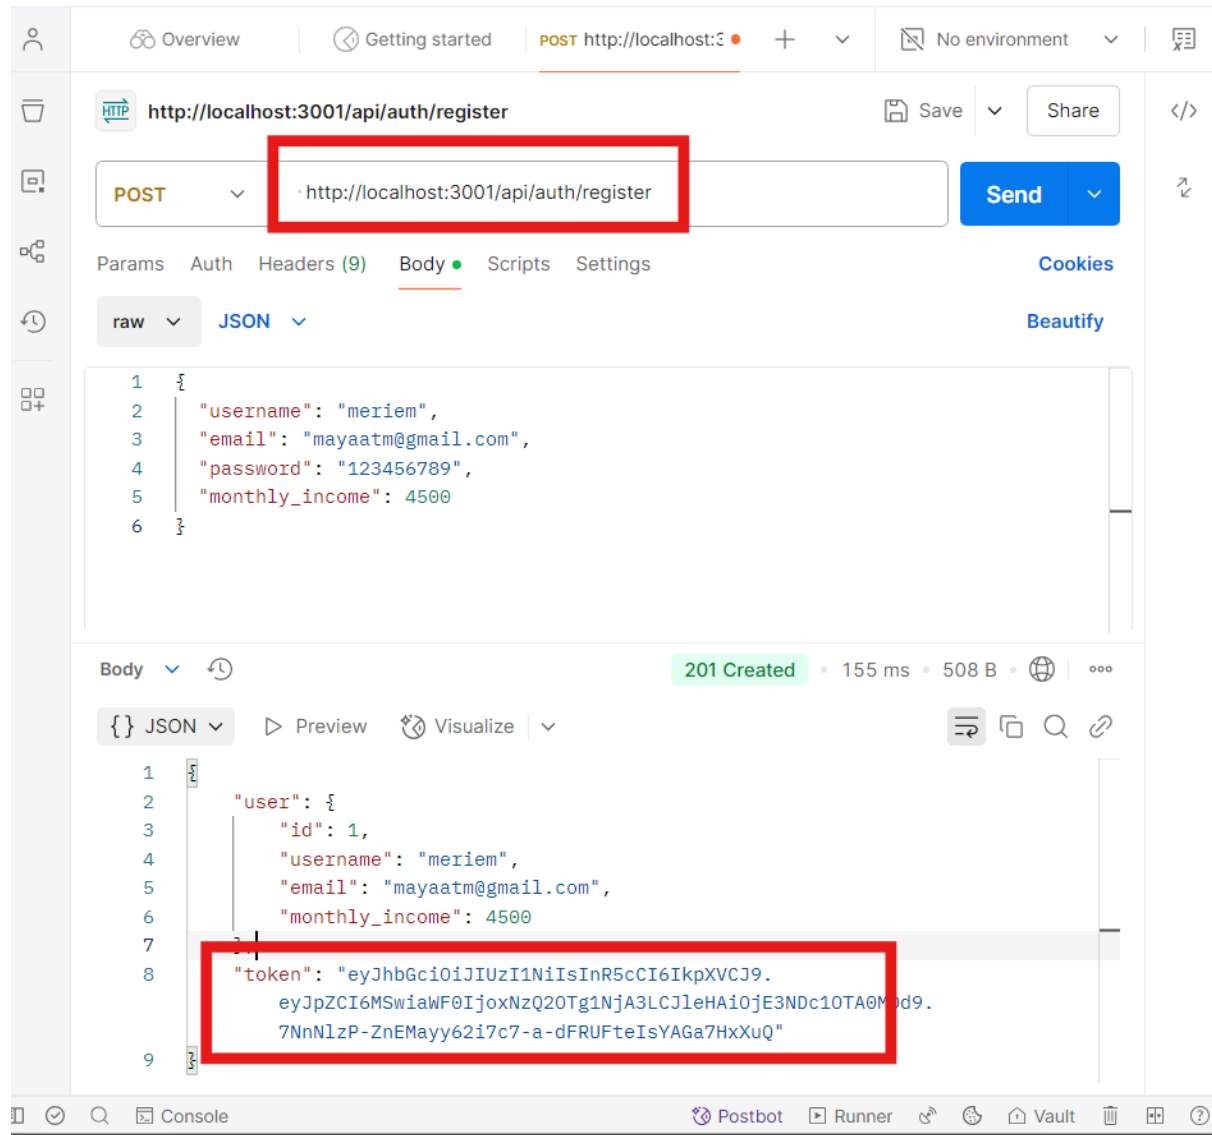 Overview
Getting started
POST http://localhost:3
No environment
HTTP http://localhost:3001/api/auth/register
Save
Share
POST
http://localhost:3001/api/auth/register
Send
Params Auth Headers (9) Body Scripts Settings
Cookies
raw
JSON
Beautify
1 {
2 "username": "meriem",
3 "email": "mayaatm@gmail.com",
4 "password": "123456789",
5 "monthly_income": 4500
6 }
Body
201 Created
155 ms
508 B
{} JSON
Preview
Visualize
1 {
2 "user": {
3 "id": 1,
4 "username": "meriem",
5 "email": "mayaatm@gmail.com",
6 "monthly_income": 4500
7 },
8 "token": "eyJhbGciOiJIUzI1NiIsInR5cCI6IkpXVCJ9.
eyJpZCI6MSwiaWF0IjoxNzQ2OTg1NjA3LCJleHAiOjE3NDc1OTA0MDd9.
7NnNlzP-ZnEMayy62i7c7-a-dFRUFteIsYAGa7HxXuQ"
9 }
Console
Postbot
Runner
Vault